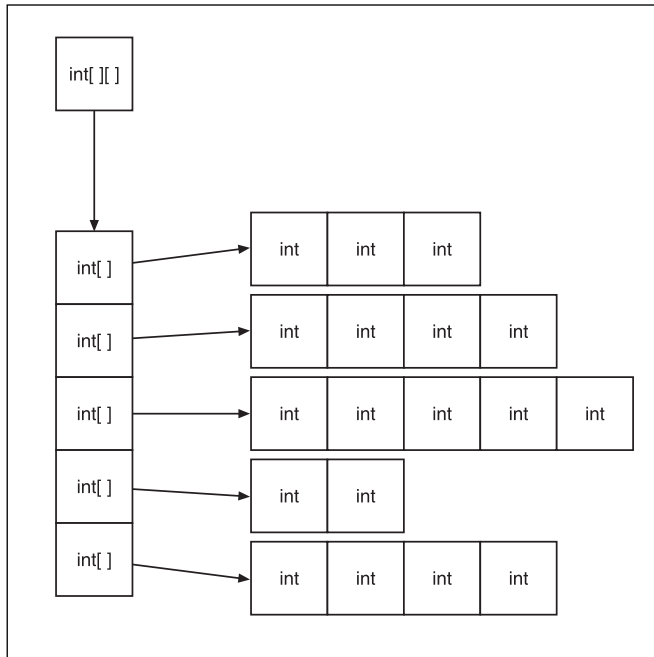 int[ ][ ]
int[ ] int int int
int[ ] int int int int
int[ ] int int int int int
int[ ] int int
int[ ] int int int int